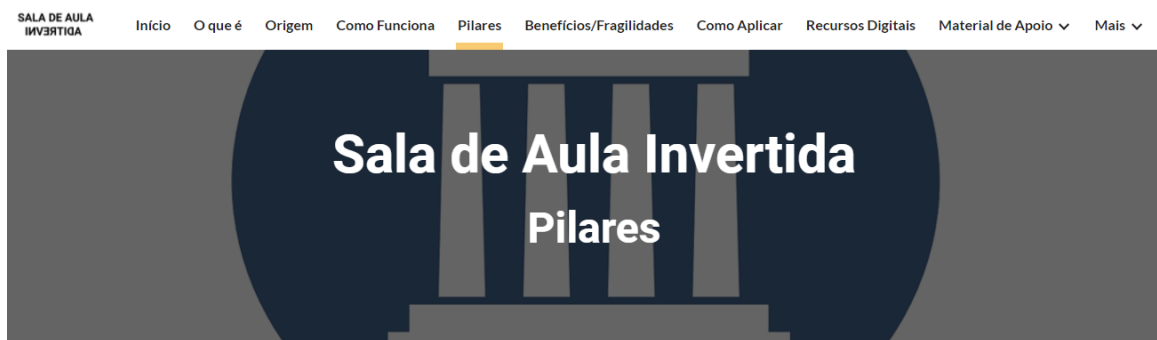 SALA DE AULA
INVERTIDA
Início O que é Origem Como Funciona Pilares Benefícios/Fragilidades Como Aplicar Recursos Digitais Material de Apoio Mais
Sala de Aula Invertida
Pilares